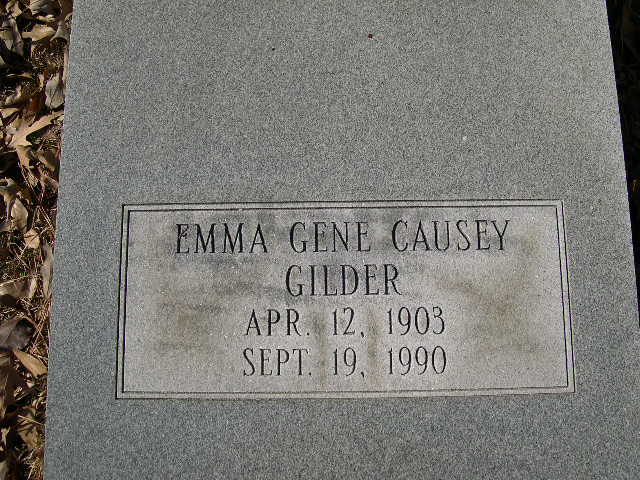 EMMA GENE CAUSEY
GILDER
APR. 12, 1903
SEPT. 19, 1990